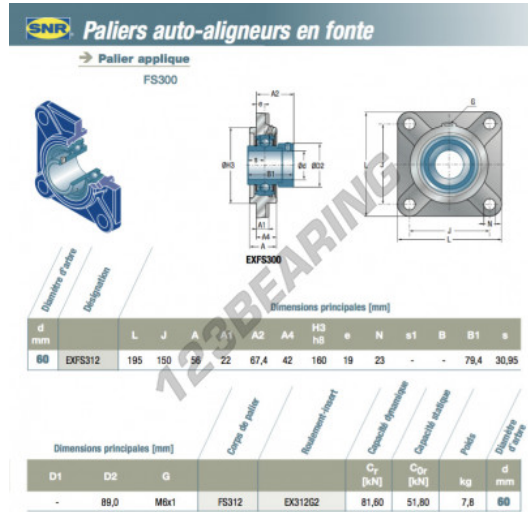 SNR Paliers auto-aligneurs en fonte
Palier applique
FS300
A2
e
G
s
ØH3
B1
Ød
ØD2
L
J
A1
A4
A
N
J
L
EXFS300
123BEARING
Diamètre d'arbre
Désignation
Dimensions principales [mm]
d mm L J A A1 A2 A4 H3 h8 e N s1 B B1 s
60 EXFS312 195 150 56 22 67,4 42 160 19 23 - - 79,4 30,95
Dimensions principales [mm]
Corps de palier
Roulement-insert
Capacité dynamique
Capacité statique
Poids
Diamètre d'arbre
D1 D2 G Cr [kN] C0r [kN] kg d mm
- 89,0 M6x1 FS312 EX312G2 81,60 51,80 7,8 60